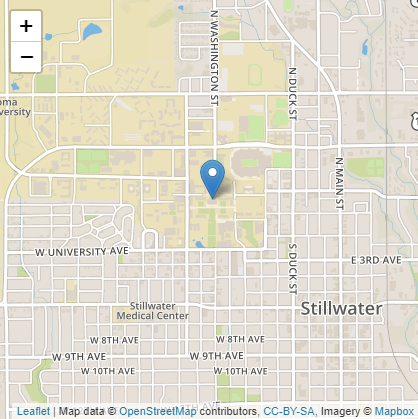 +
−
N WASHINGTON ST
N DUCK ST
oma
iversity
N MAIN ST
W UNIVERSITY AVE
S DUCK ST
E 3RD AVE
Stillwater
Medical Center
Stillwater
W 8TH AVE
W 8TH AVE
W 9TH AVE
W 9TH AVE
W 10TH AVE
W 10TH AVE
Leaflet | Map data © OpenStreetMap contributors, CC-BY-SA, Imagery © Mapbox